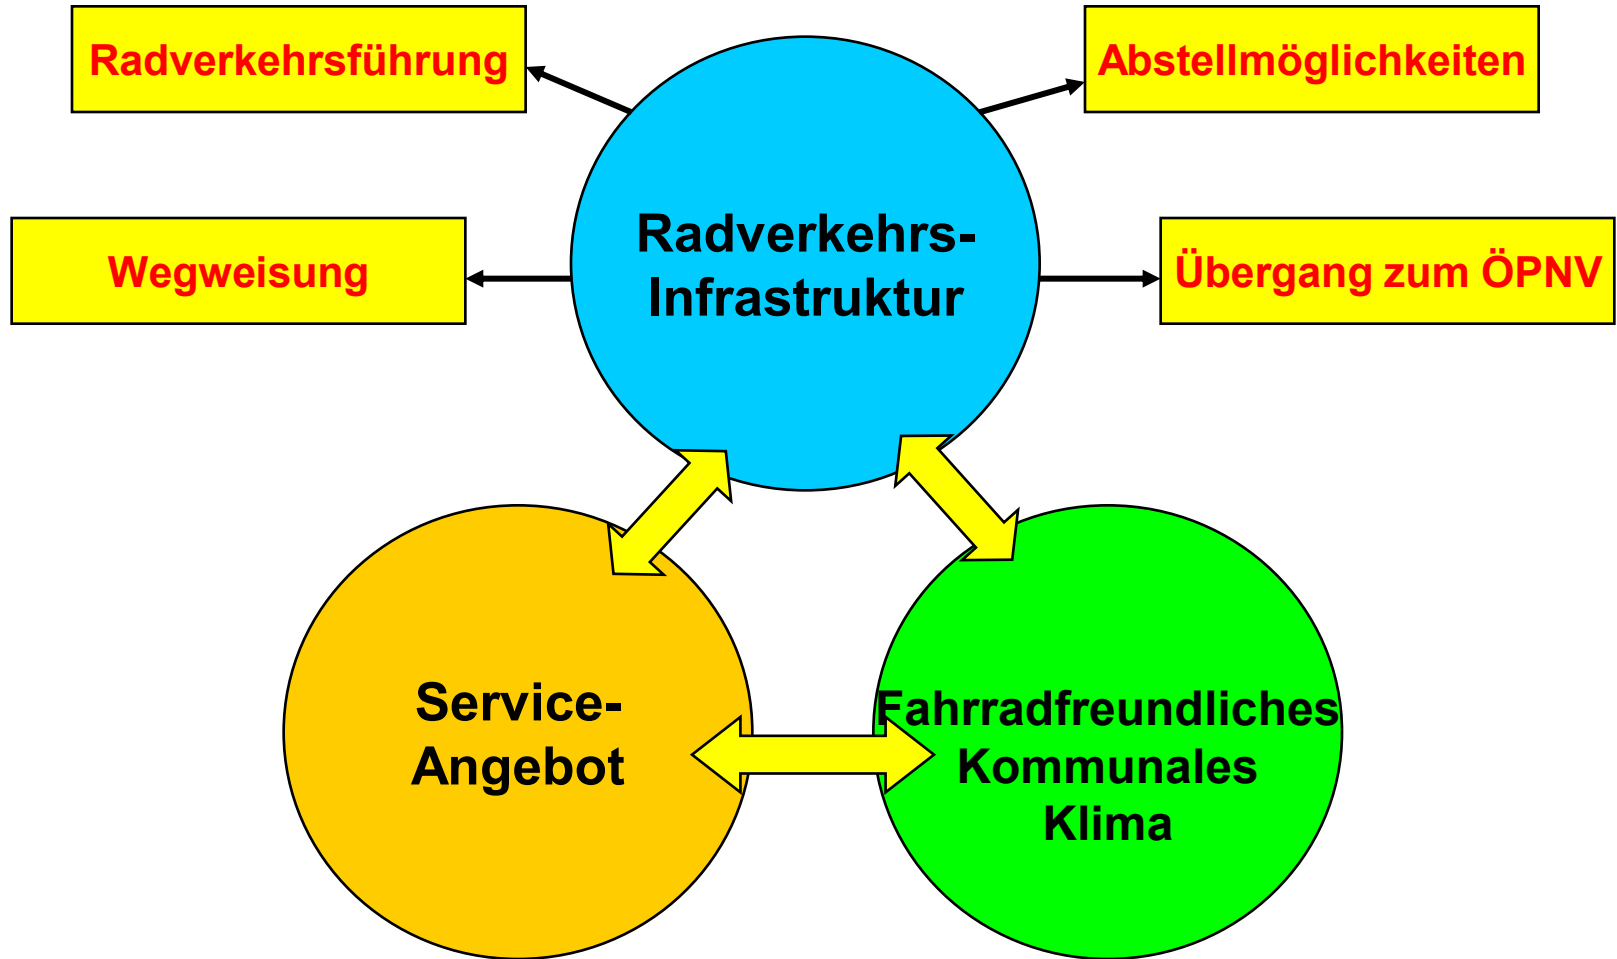 Radverkehrsführung
Abstellmöglichkeiten
Radverkehrs-
Infrastruktur
Wegweisung
Übergang zum ÖPNV
Service-
Angebot
Fahrradfreundliches
Kommunales
Klima